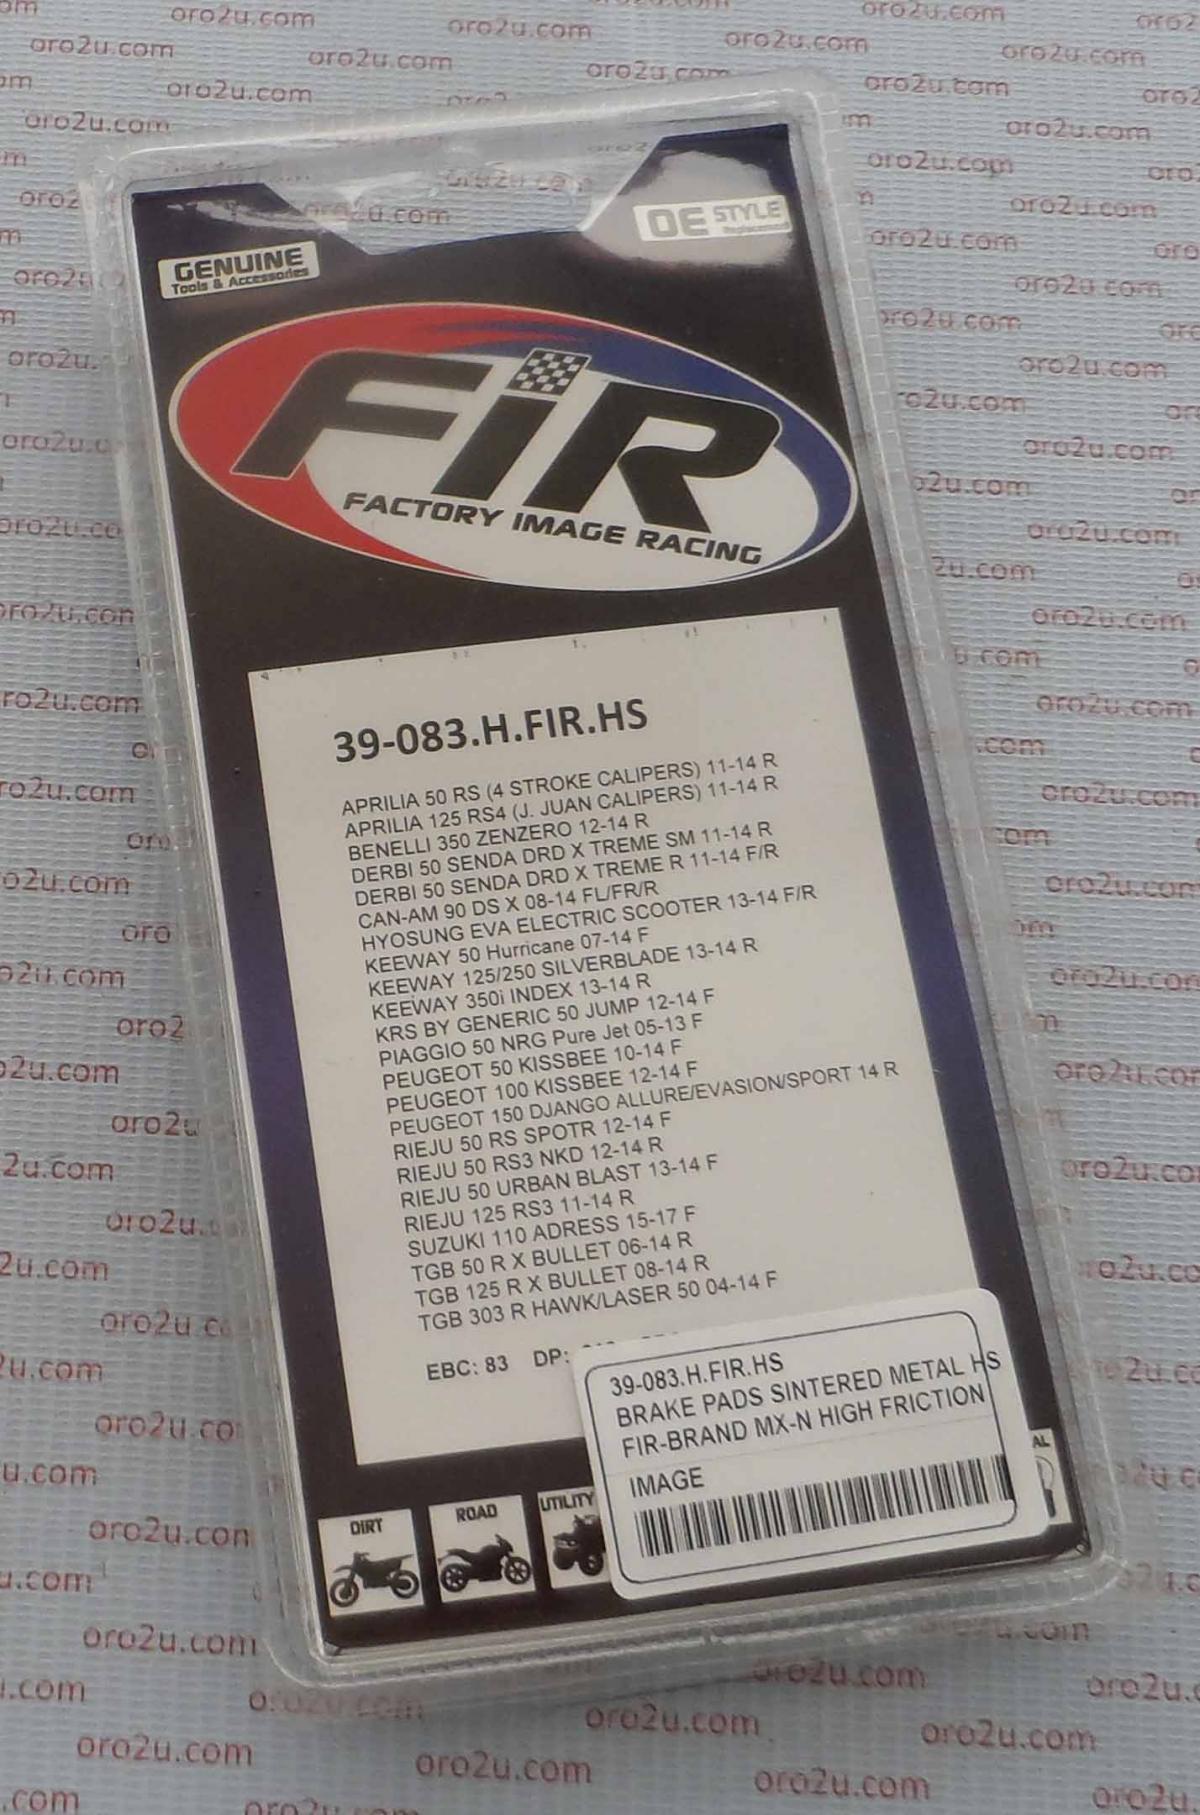 GENUINE
Tools & Accessories
OE STYLE
Replacement
FiR
FACTORY IMAGE RACING
39-083.H.FIR.HS
APRILIA 50 RS (4 STROKE CALIPERS) 11-14 R
APRILIA 125 RS4 (J. JUAN CALIPERS) 11-14 R
BENELLI 350 ZENZERO 12-14 R
DERBI 50 SENDA DRD X TREME SM 11-14 R
DERBI 50 SENDA DRD X TREME R 11-14 F/R
CAN-AM 90 DS X 08-14 FL/FR/R
HYOSUNG EVA ELECTRIC SCOOTER 13-14 F/R
KEEWAY 50 Hurricane 07-14 F
KEEWAY 125/250 SILVERBLADE 13-14 R
KEEWAY 350i INDEX 13-14 R
KRS BY GENERIC 50 JUMP 12-14 F
PIAGGIO 50 NRG Pure Jet 05-13 F
PEUGEOT 50 KISSBEE 10-14 F
PEUGEOT 100 KISSBEE 12-14 F
PEUGEOT 150 DJANGO ALLURE/EVASION/SPORT 14 R
RIEJU 50 RS SPOTR 12-14 F
RIEJU 50 RS3 NKD 12-14 R
RIEJU 50 URBAN BLAST 13-14 F
RIEJU 125 RS3 11-14 R
SUZUKI 110 ADRESS 15-17 F
TGB 50 R X BULLET 06-14 R
TGB 125 R X BULLET 08-14 R
TGB 303 R HAWK/LASER 50 04-14 F
EBC: 83 DP:
39-083.H.FIR.HS
BRAKE PADS SINTERED METAL HS
FIR-BRAND MX-N HIGH FRICTION
IMAGE
DIRT
ROAD
UTILITY
oro2u.com